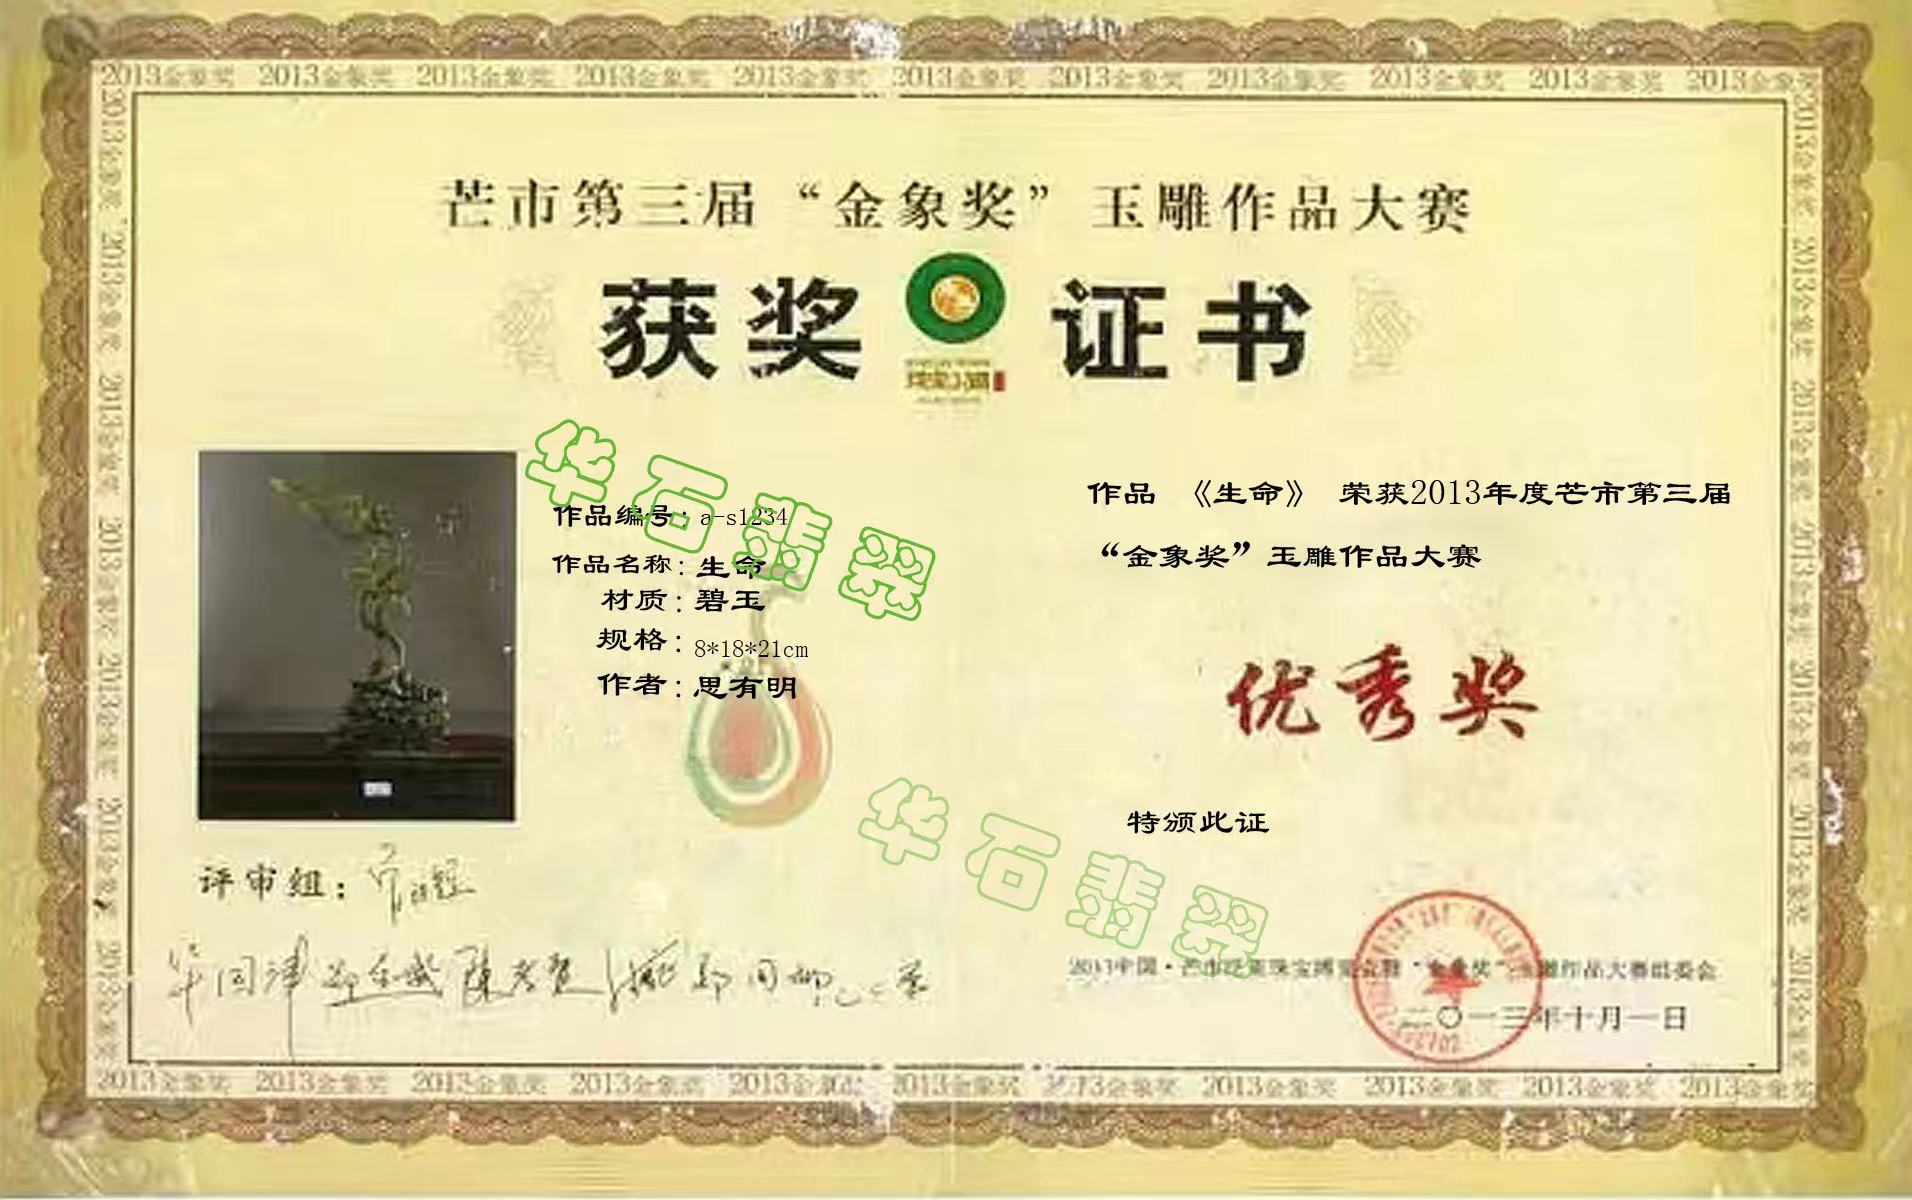 2013金象奖 2013金象奖 2013金象奖 2013金象奖 2013金象奖 2013金象奖 2013金象奖 2013金象奖 2013金象奖 2013金象奖 2013金象奖
芒市第三届“金象奖”玉雕作品大赛
获奖证书
华石翡翠
作品编号：a-s1234
作品名称：生命
材质：碧玉
规格：8*18*21cm
作者：思有明
作品 《生命》 荣获2013年度芒市第三届
“金象奖”玉雕作品大赛
优秀奖
特颁此证
华石翡翠
评审组：
2013中国·芒市 珠宝博览会暨“金象奖”玉雕作品大赛组委会
二〇一三年十月一日
2013金象奖 2013金象奖 2013金象奖 2013金象奖 2013金象奖 2013金象奖 2013金象奖 2013金象奖 2013金象奖 2013金象奖 2013金象奖